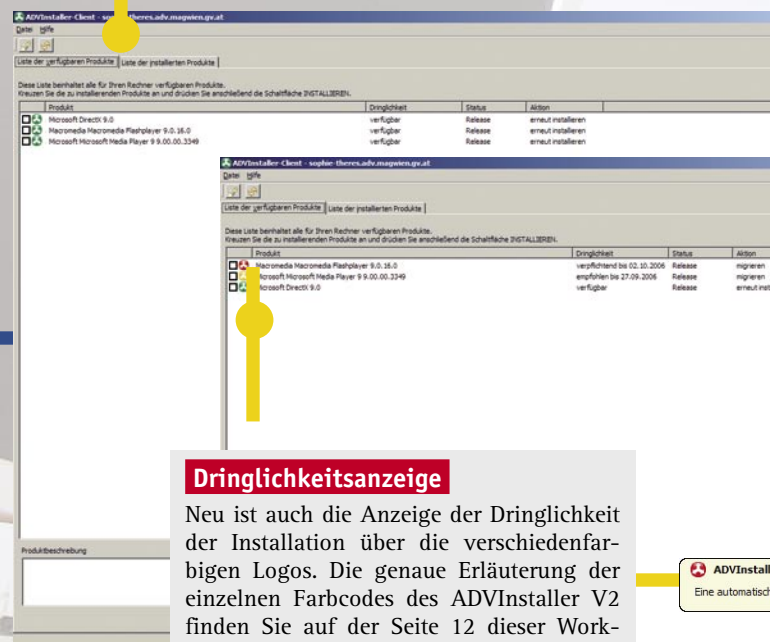 ADVInstaller-Client - sophie-theres.adv.magwien.gv.at
Datei Hilfe
Liste der verfügbaren Produkte Liste der installierten Produkte
Diese Liste beinhaltet alle für Ihren Rechner verfügbaren Produkte.
Kreuzen Sie die zu installierenden Produkte an und drücken Sie anschließend die Schaltfläche INSTALLIEREN.
Produkt Dringlichkeit Status Aktion
Microsoft DirectX 9.0 verfügbar Release erneut installieren
Macromedia Macromedia Flashplayer 9.0.16.0 verfügbar Release erneut installieren
Microsoft Microsoft Media Player 9 9.00.00.3349 verfügbar Release erneut installieren
ADVInstaller-Client - sophie-theres.adv.magwien.gv.at
Datei Hilfe
Liste der verfügbaren Produkte Liste der installierten Produkte
Diese Liste beinhaltet alle für Ihren Rechner verfügbaren Produkte.
Kreuzen Sie die zu installierenden Produkte an und drücken Sie anschließend die Schaltfläche INSTALLIEREN.
Produkt Dringlichkeit Status Aktion
Macromedia Macromedia Flashplayer 9.0.16.0 verpflichtend bis 02.10.2006 Release migrieren
Microsoft Microsoft Media Player 9 9.00.00.3349 empfohlen bis 27.09.2006 Release migrieren
Microsoft DirectX 9.0 verfügbar Release erneut inst
Produktbeschreibung
Dringlichkeitsanzeige
Neu ist auch die Anzeige der Dringlichkeit
der Installation über die verschiedenfar-
bigen Logos. Die genaue Erläuterung der
einzelnen Farbcodes des ADVInstaller V2
finden Sie auf der Seite 12 dieser Work-
ADVInstall
Eine automatisch